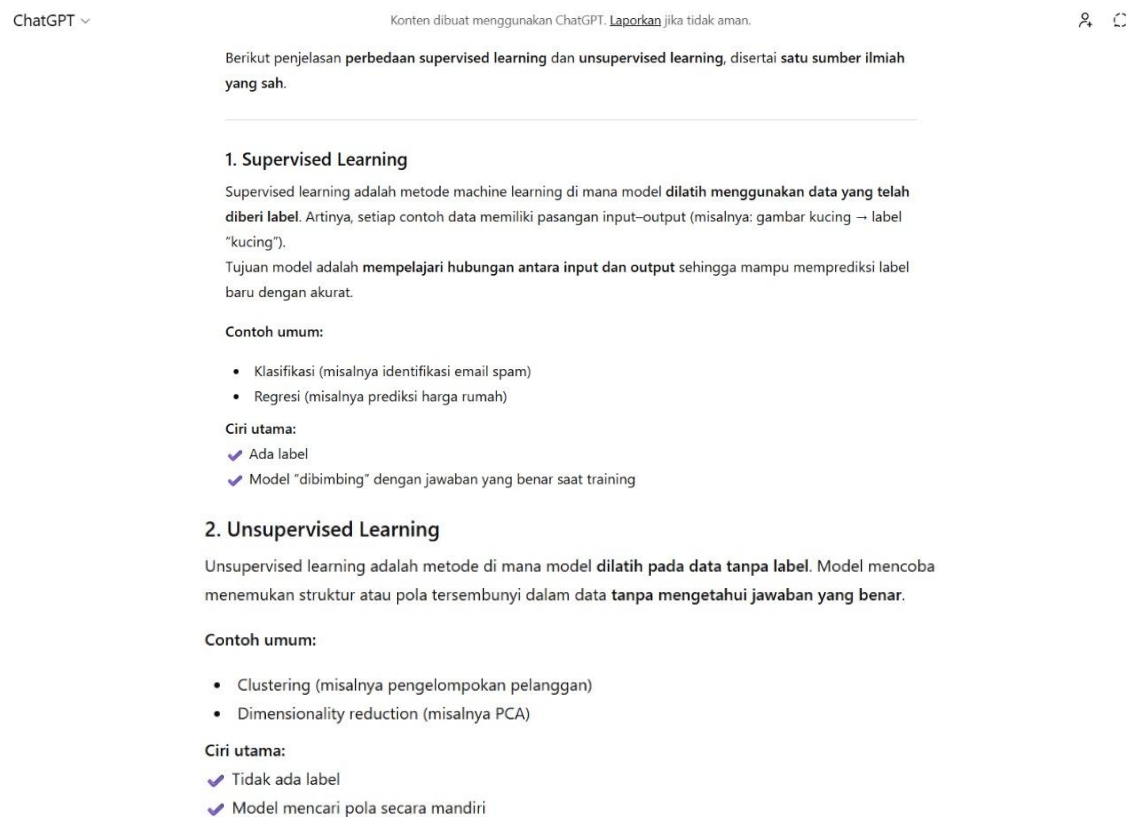 ChatGPT
Konten dibuat menggunakan ChatGPT. Laporkan jika tidak aman.
Berikut penjelasan perbedaan supervised learning dan unsupervised learning, disertai satu sumber ilmiah
yang sah.
1. Supervised Learning
Supervised learning adalah metode machine learning di mana model dilatih menggunakan data yang telah
diberi label. Artinya, setiap contoh data memiliki pasangan input–output (misalnya: gambar kucing → label
"kucing").
Tujuan model adalah mempelajari hubungan antara input dan output sehingga mampu memprediksi label
baru dengan akurat.
Contoh umum:
• Klasifikasi (misalnya identifikasi email spam)
• Regresi (misalnya prediksi harga rumah)
Ciri utama:
✔ Ada label
✔ Model "dibimbing" dengan jawaban yang benar saat training
2. Unsupervised Learning
Unsupervised learning adalah metode di mana model dilatih pada data tanpa label. Model mencoba
menemukan struktur atau pola tersembunyi dalam data tanpa mengetahui jawaban yang benar.
Contoh umum:
• Clustering (misalnya pengelompokan pelanggan)
• Dimensionality reduction (misalnya PCA)
Ciri utama:
✔ Tidak ada label
✔ Model mencari pola secara mandiri